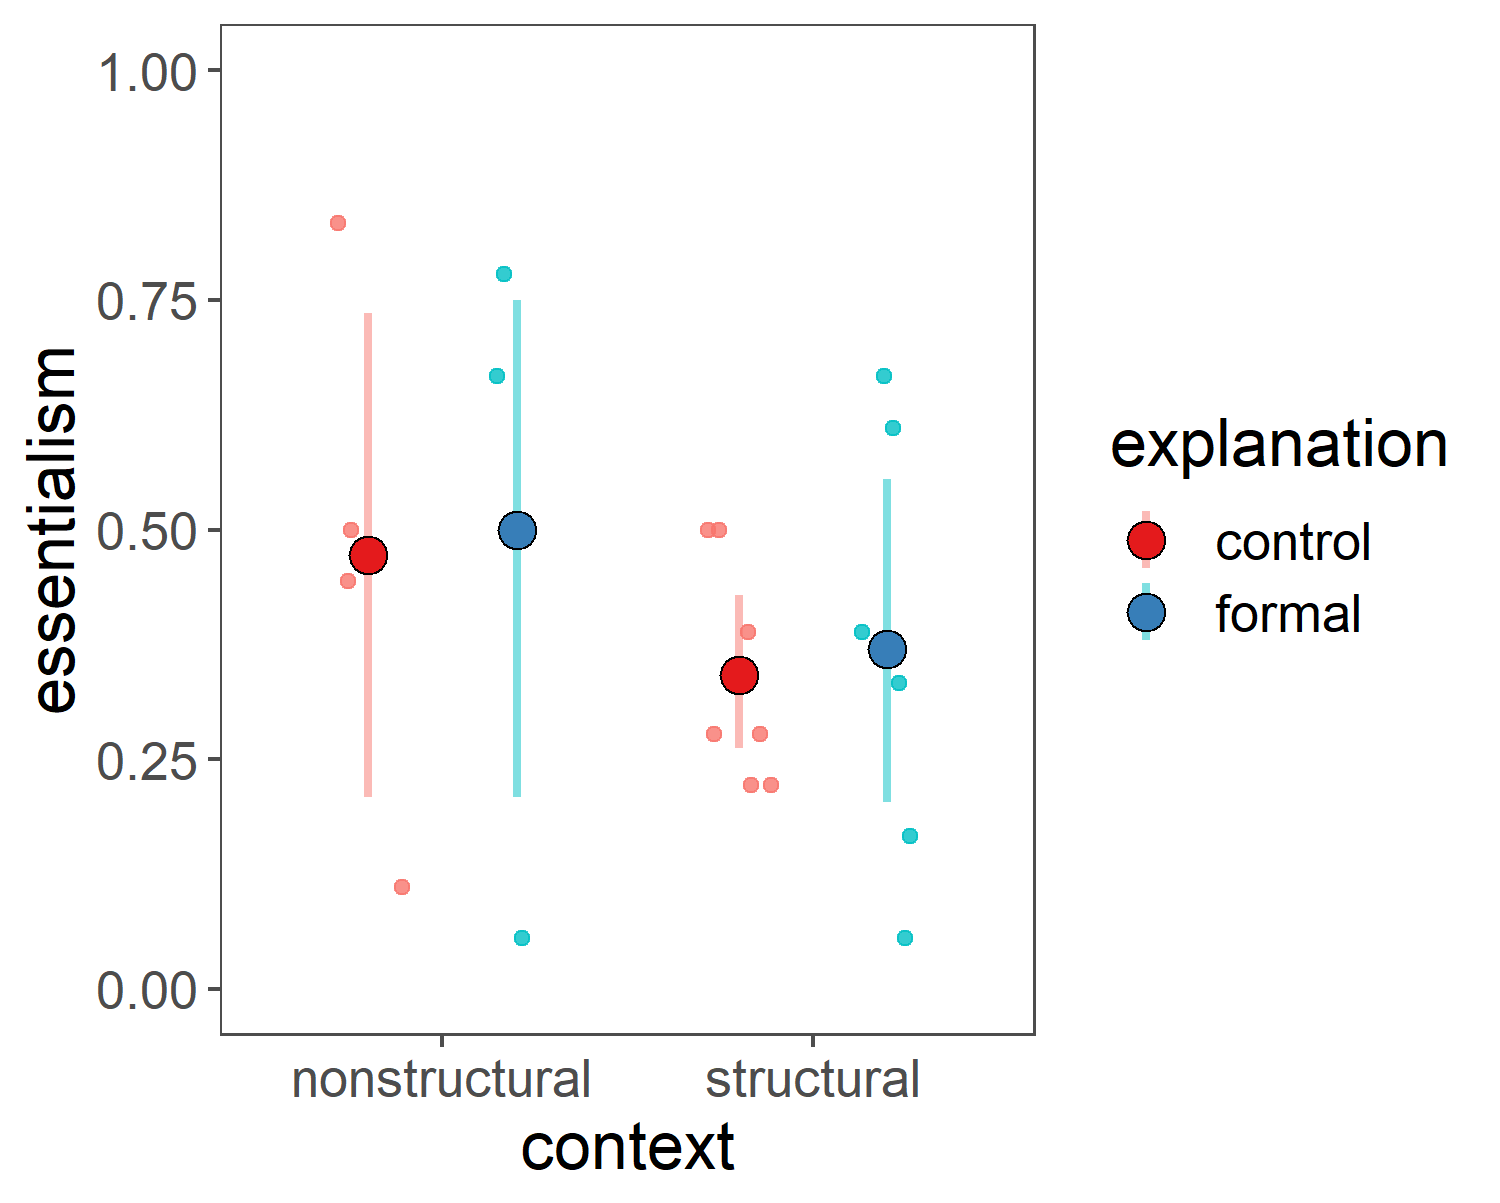 1.00
0.75
0.50
0.25
0.00
essentialism
nonstructural
structural
context
explanation
control
formal